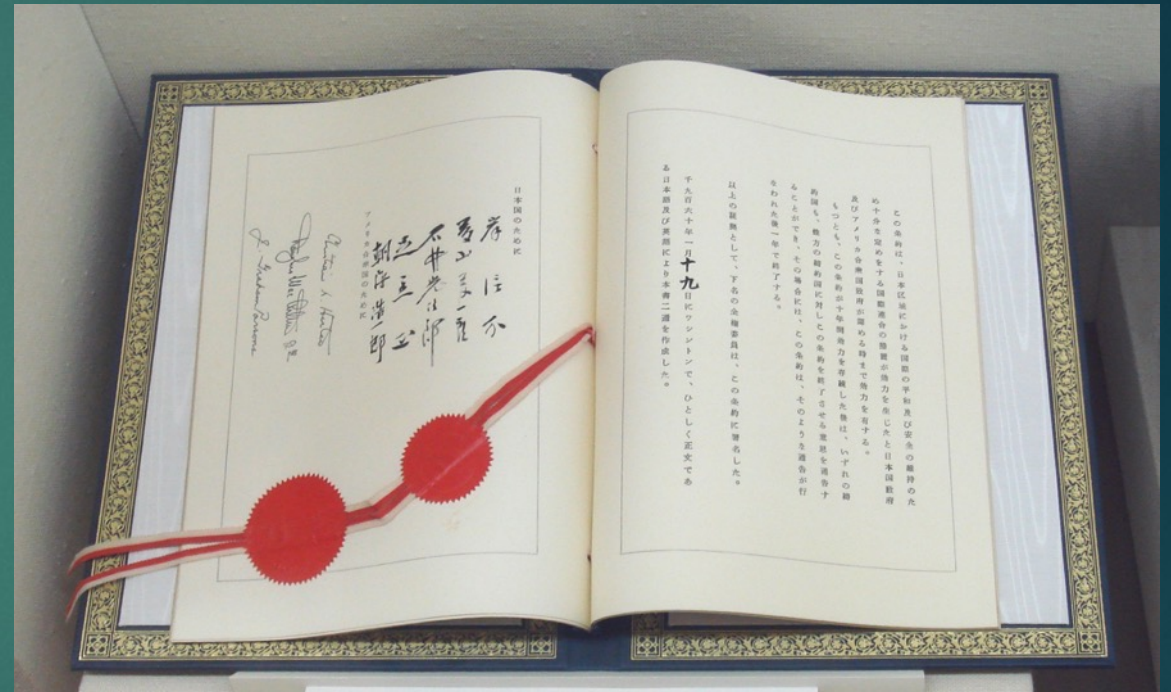 この条約は、日本区域における国際の平和及び安全の維持のた
め十分な定めをする国際連合の措置が効力を生じたと日本国政府
及びアメリカ合衆国政府が認める時まで効力を有する。
もつとも、この条約が十年間効力を存続した後は、いずれの締
約国も、他方の締約国に対しこの条約を終了させる意思を通告す
ることができ、その場合には、この条約は、そのような通告が行
なわれた後一年で終了する。
以上の証拠として、下名の全権委員は、この条約に署名した。
千九百六十年一月十九日にワシントンで、ひとしく正文であ
る日本語及び英語により本書二通を作成した。
日本国のために
岸信介
藤山愛一郎
石井光次郎
足立正
朝海浩一郎
アメリカ合衆国のために
Christian A. Herter
Douglas MacArthur 2nd
J. Graham Parsons